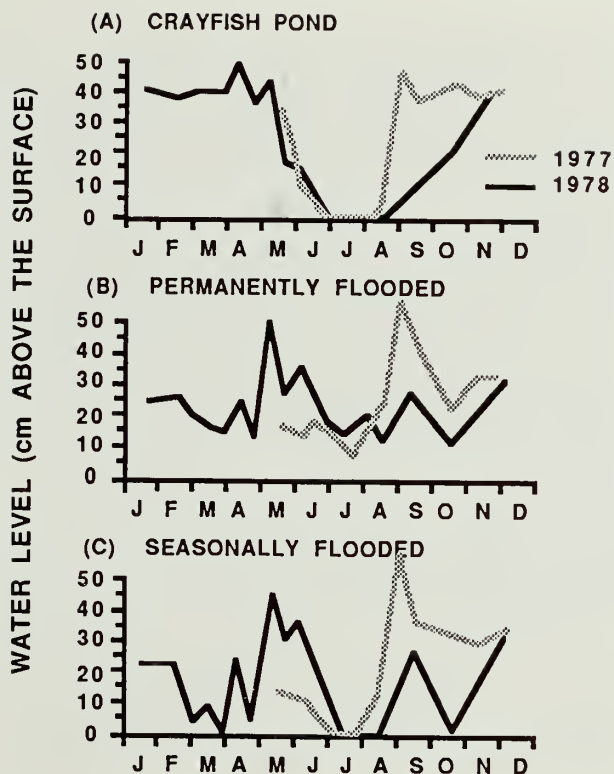 (A) CRAYFISH POND
WATER LEVEL (cm ABOVE THE SURFACE)
50
40
30
20
10
0
1977
1978
J F M A M J J A S O N D
(B) PERMANENTLY FLOODED
50
40
30
20
10
0
J F M A M J J A S O N D
(C) SEASONALLY FLOODED
50
40
30
20
10
0
J F M A M J J A S O N D